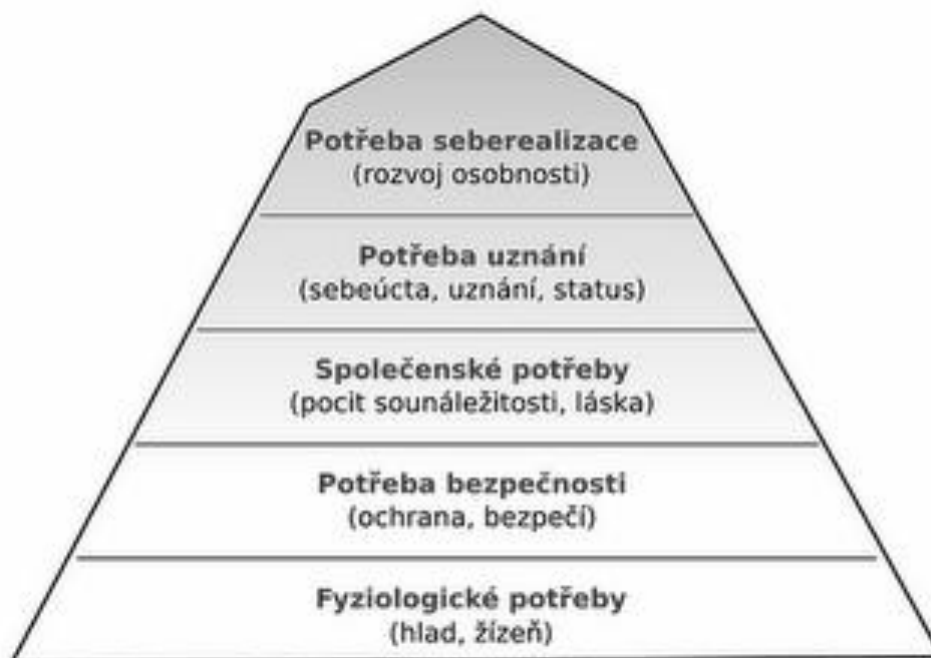 Potřeba seberealizace
(rozvoj osobnosti)
Potřeba uznání
(sebeúcta, uznání, status)
Společenské potřeby
(pocit sounáležitosti, láska)
Potřeba bezpečnosti
(ochrana, bezpečí)
Fyziologické potřeby
(hlad, žízeň)